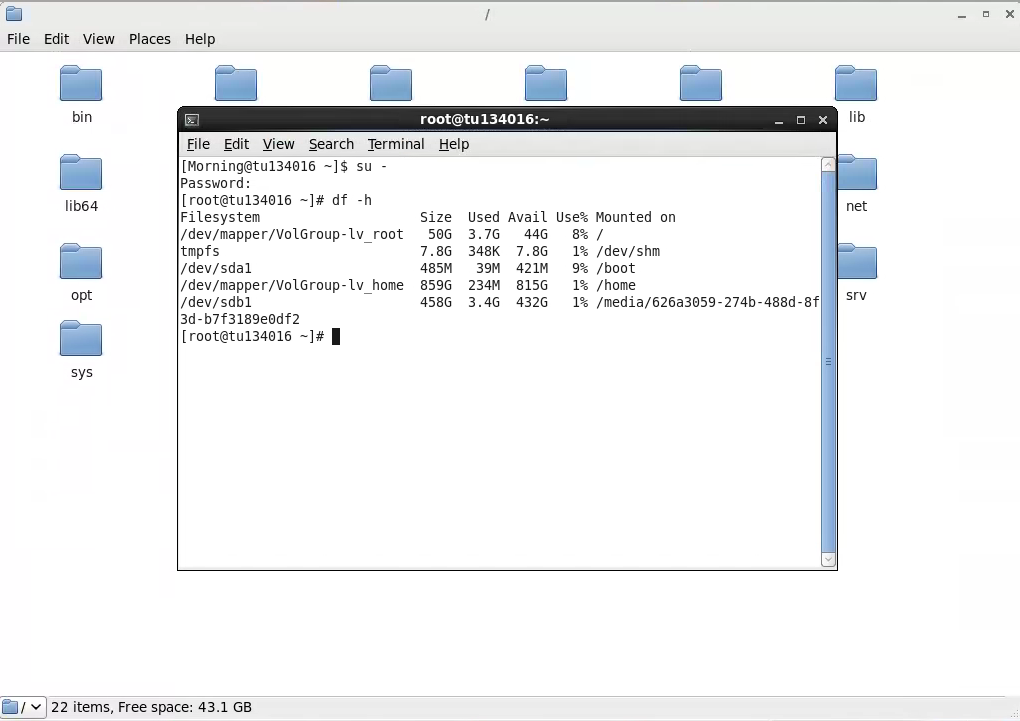 /
File Edit View Places Help
bin
lib
root@tu134016:~
File Edit View Search Terminal Help
[Morning@tu134016 ~]$ su -
Password:
[root@tu134016 ~]# df -h
Filesystem Size Used Avail Use% Mounted on
/dev/mapper/VolGroup-lv_root 50G 3.7G 44G 8% /
tmpfs 7.8G 348K 7.8G 1% /dev/shm
/dev/sda1 485M 39M 421M 9% /boot
/dev/mapper/VolGroup-lv_home 859G 234M 815G 1% /home
/dev/sdb1 458G 3.4G 432G 1% /media/626a3059-274b-488d-8f
3d-b7f3189e0df2
[root@tu134016 ~]#
lib64
net
opt
srv
sys
/ 22 items, Free space: 43.1 GB